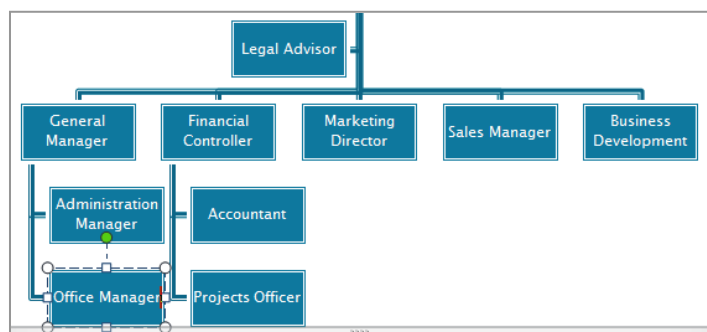 Legal Advisor
General
Manager
Financial
Controller
Marketing
Director
Sales Manager
Business
Development
Administration
Manager
Accountant
Office Manager
Projects Officer